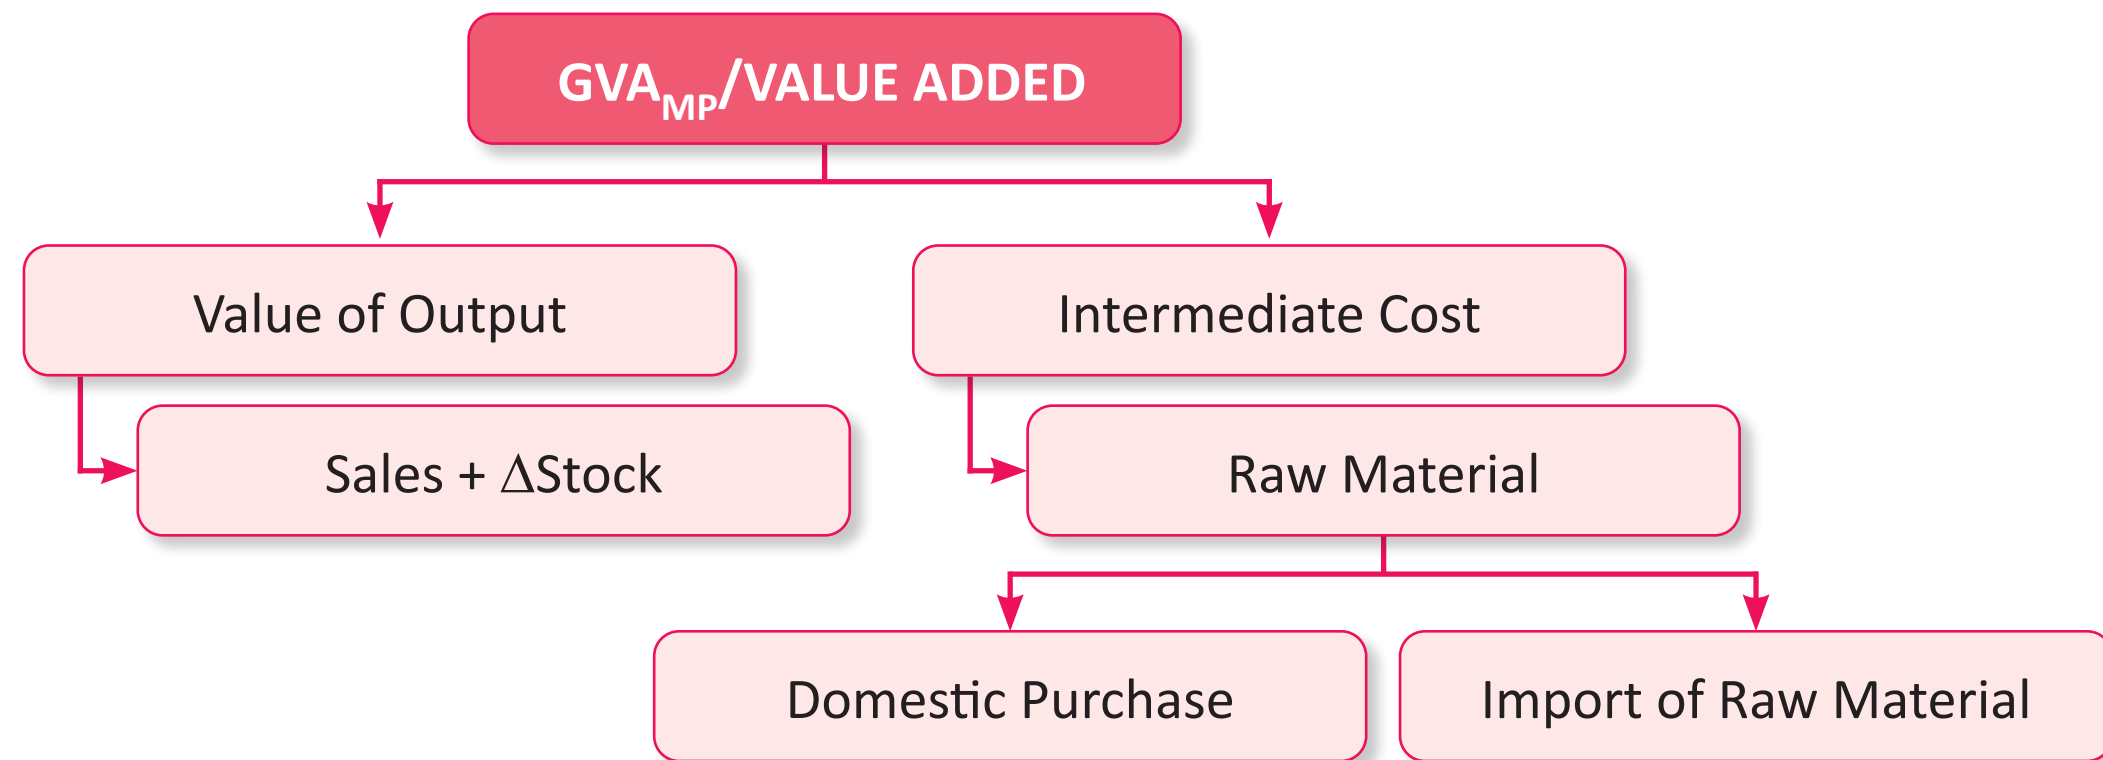 GVAMP/VALUE ADDED
Value of Output
Intermediate Cost
Sales + ΔStock
Raw Material
Domestic Purchase
Import of Raw Material